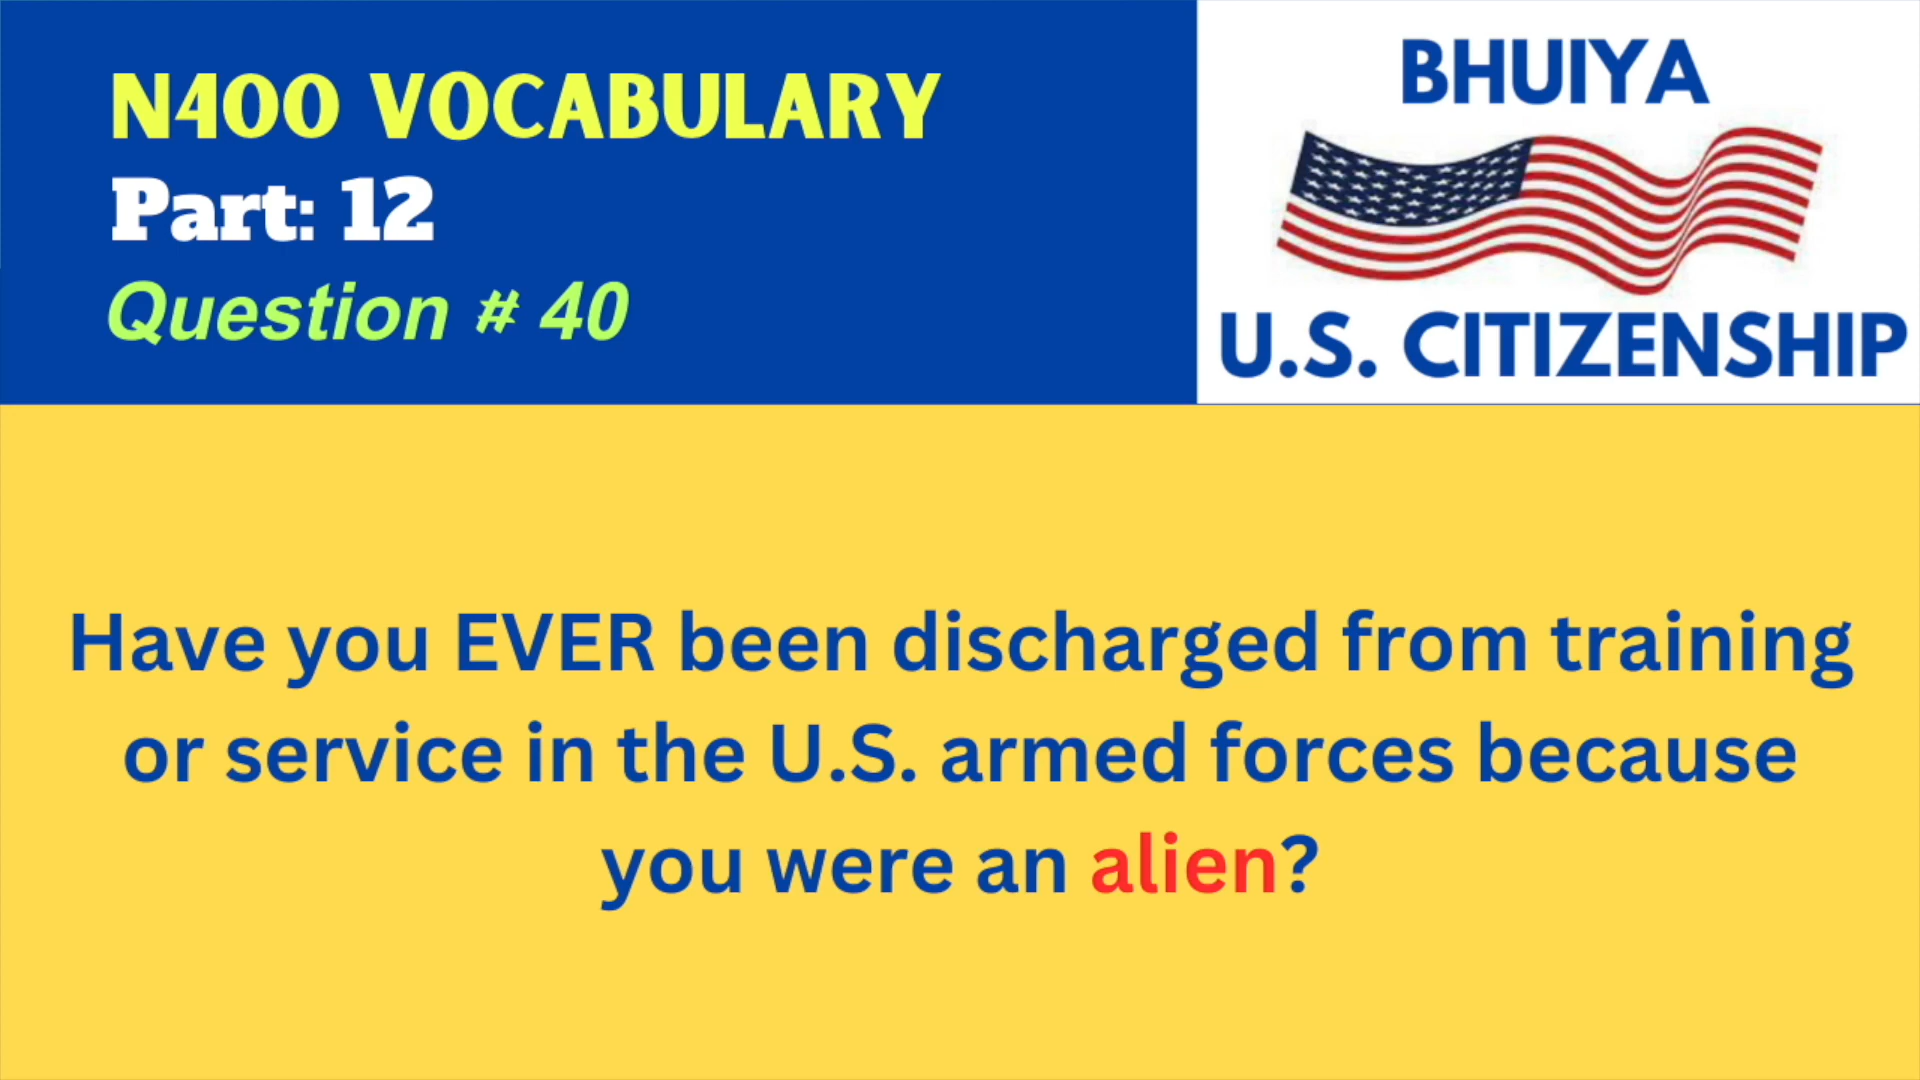 N400 VOCABULARY
Part: 12
Question # 40
BHUIYA
U.S. CITIZENSHIP
Have you EVER been discharged from training
or service in the U.S. armed forces because
you were an alien?